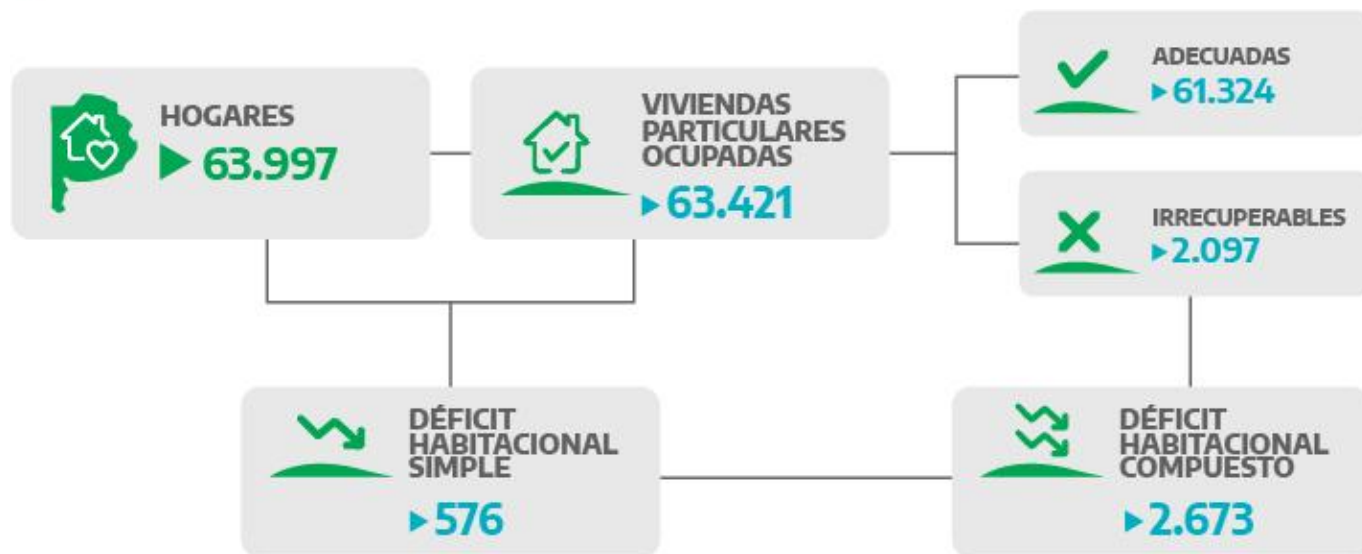 HOGARES
63.997
VIVIENDAS
PARTICULARES
OCUPADAS
63.421
ADECUADAS
61.324
IRRECUPERABLES
2.097
DÉFICIT
HABITACIONAL
SIMPLE
576
DÉFICIT
HABITACIONAL
COMPUESTO
2.673